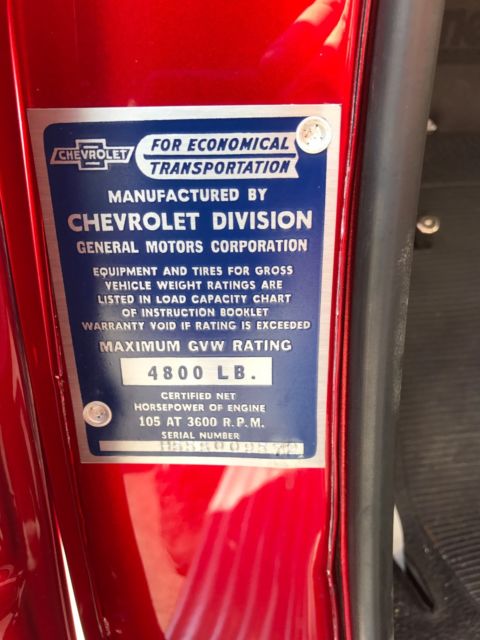 CHEVROLET
FOR ECONOMICAL
TRANSPORTATION
MANUFACTURED BY
CHEVROLET DIVISION
GENERAL MOTORS CORPORATION
EQUIPMENT AND TIRES FOR GROSS
VEHICLE WEIGHT RATINGS ARE
LISTED IN LOAD CAPACITY CHART
OF INSTRUCTION BOOKLET
WARRANTY VOID IF RATING IS EXCEEDED
MAXIMUM GVW RATING
4800 LB.
CERTIFIED NET
HORSEPOWER OF ENGINE
105 AT 3600 R.P.M.
SERIAL NUMBER